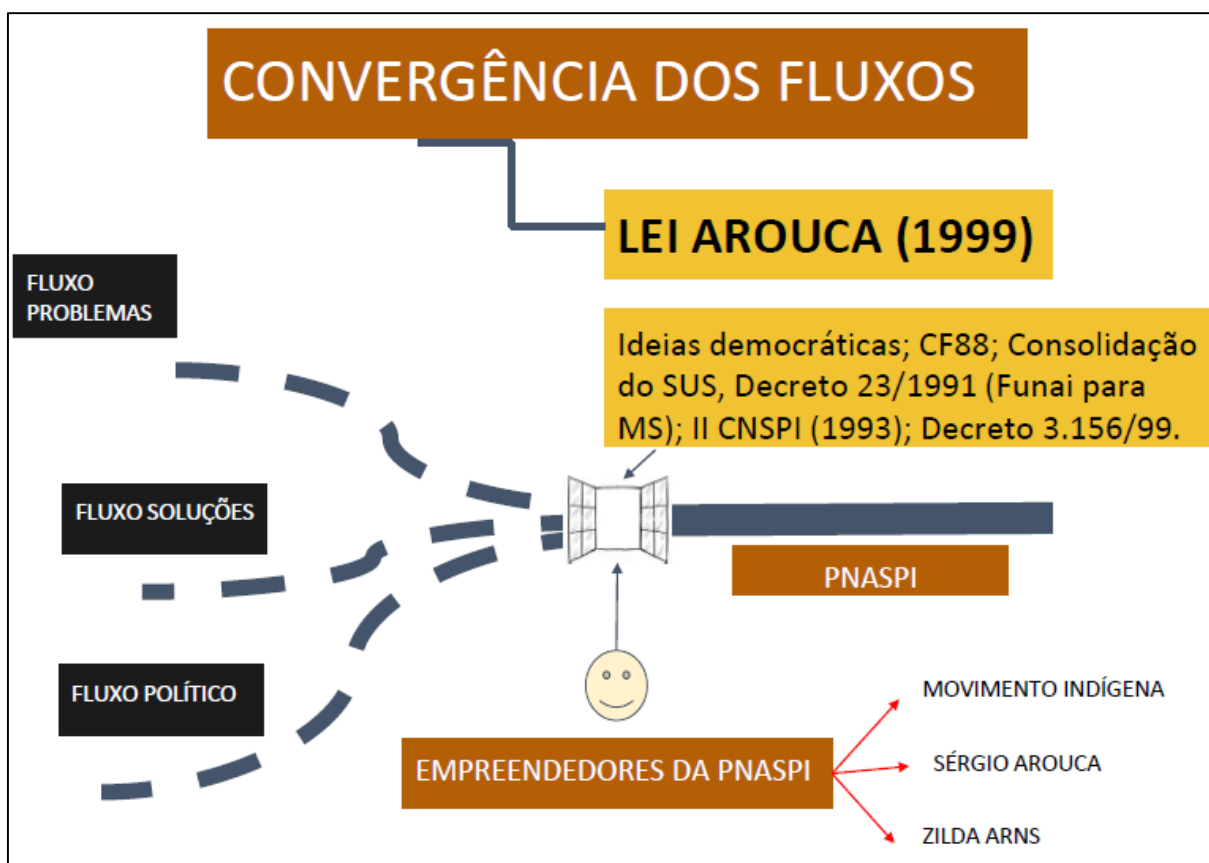 CONVERGÊNCIA DOS FLUXOS
LEI AROUCA (1999)
FLUXO
PROBLEMAS
Ideias democráticas; CF88; Consolidação
do SUS, Decreto 23/1991 (Funai para
MS); II CNSPI (1993); Decreto 3.156/99.
FLUXO SOLUÇÕES
PNASPI
FLUXO POLÍTICO
EMPREENDEDORES DA PNASPI
MOVIMENTO INDÍGENA
SÉRGIO AROUCA
ZILDA ARNS